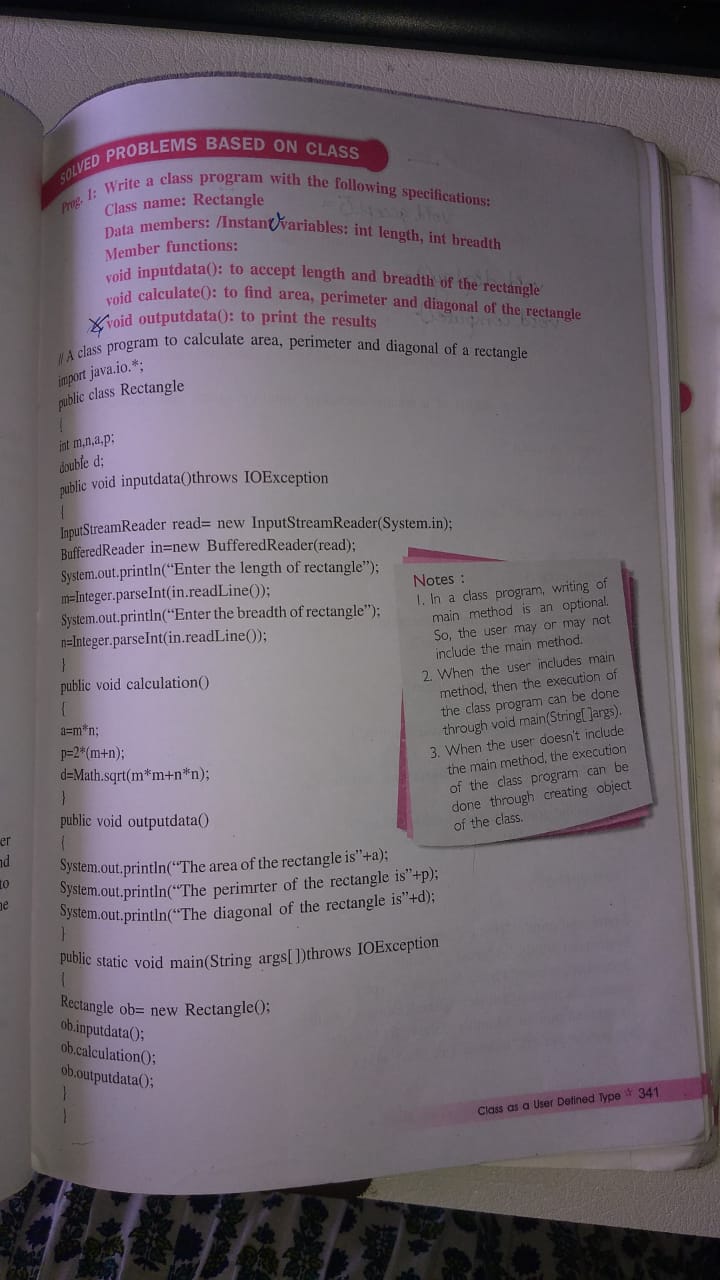 SOLVED PROBLEMS BASED ON CLASS
Prog. 1: Write a class program with the following specifications:
Class name: Rectangle
Data members: /Instant variables: int length, int breadth
Member functions:
void inputdata(): to accept length and breadth of the rectangle
void calculate(): to find area, perimeter and diagonal of the rectangle
void outputdata(): to print the results
// A class program to calculate area, perimeter and diagonal of a rectangle
import java.io.*;
public class Rectangle
{
int m,n,a,p;
double d;
public void inputdata()throws IOException
{
InputStreamReader read= new InputStreamReader(System.in);
BufferedReader in=new BufferedReader(read);
System.out.println(“Enter the length of rectangle”);
m=Integer.parseInt(in.readLine());
System.out.println(“Enter the breadth of rectangle”);
n=Integer.parseInt(in.readLine());
}
public void calculation()
{
a=m*n;
p=2*(m+n);
d=Math.sqrt(m*m+n*n);
}
public void outputdata()
{
System.out.println(“The area of the rectangle is”+a);
System.out.println(“The perimrter of the rectangle is”+p);
System.out.println(“The diagonal of the rectangle is”+d);
}
public static void main(String args[])throws IOException
{
Rectangle ob= new Rectangle();
ob.inputdata();
ob.calculation();
ob.outputdata();
}
}
Notes :
1. In a class program, writing of
main method is an optional.
So, the user may or may not
include the main method.
2. When the user includes main
method, then the execution of
the class program can be done
through void main(String[]args).
3. When the user doesn't include
the main method, the execution
of the class program can be
done through creating object
of the class.
Class as a User Defined Type ☆ 341
er
nd
to
ne